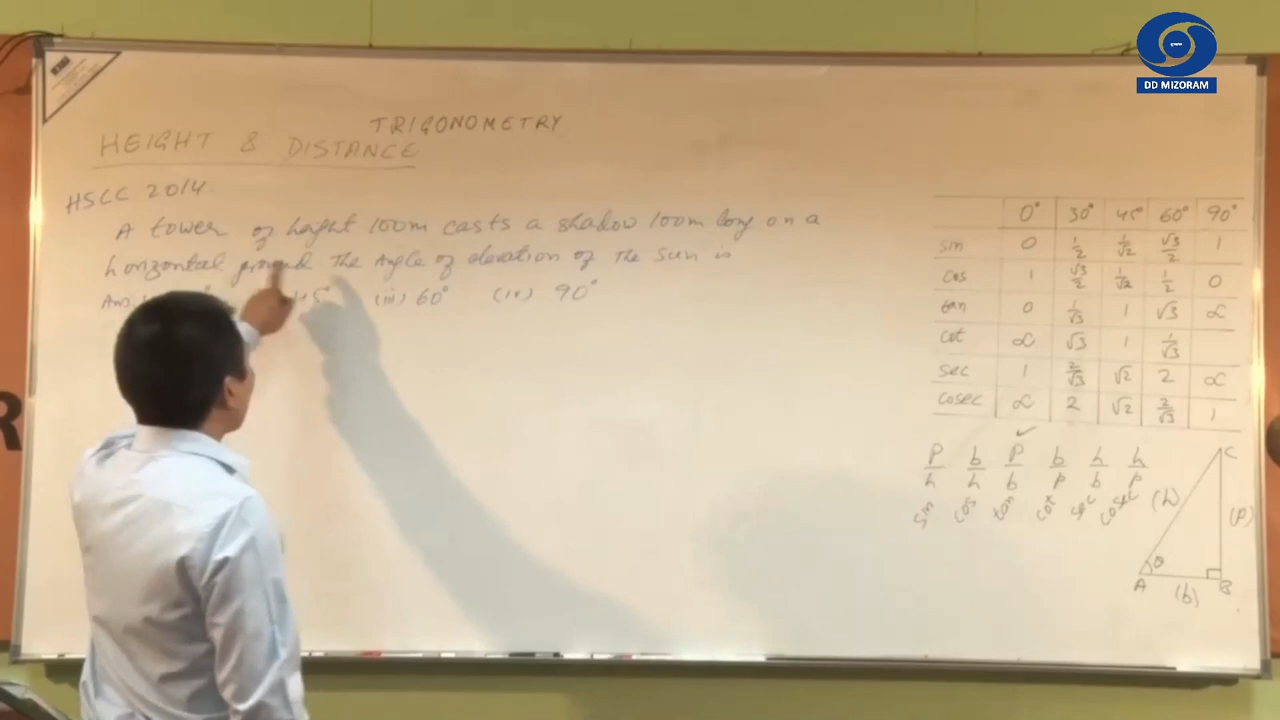 DD MIZORAM
TRIGONOMETRY
HEIGHT & DISTANCE
HSCC 2014.
A tower of height 100m casts a shadow 100m long on a
horizontal ground The Angle of elevation of The sun is
Ans 45° (iii) 60° (iv) 90°
0° 30° 45° 60° 90°
sin 0 1/2 1/√2 √3/2 1
cos 1 √3/2 1/√2 1/2 0
tan 0 1/√3 1 √3 ∝
cot ∝ √3 1 1/√3
sec 1 2/√3 √2 2 ∝
cosec ∝ 2 √2 2/√3 1
✓
P/h b/h P/b b/p h/b h/p
sin cos tan cot sec cosec
C
(h) (p)
θ
A (b) B
R